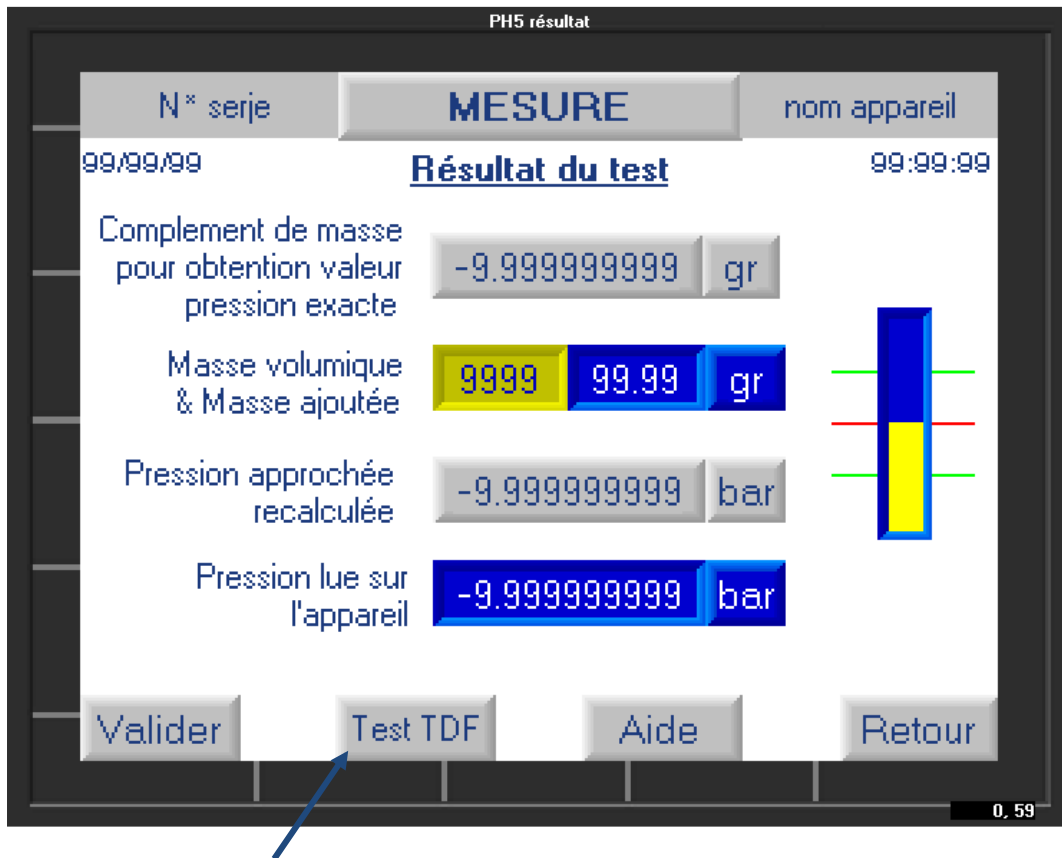 PH5 résultat
N° serje MESURE nom appareil
99/99/99 Résultat du test 99:99:99
Complement de masse
pour obtention valeur
pression exacte
-9.999999999 gr
Masse volumique
& Masse ajoutée
9999 99.99 gr
Pression approchée
recalculée
-9.999999999 bar
Pression lue sur
l'appareil
-9.999999999 bar
Valider Test TDF Aide Retour
0, 59